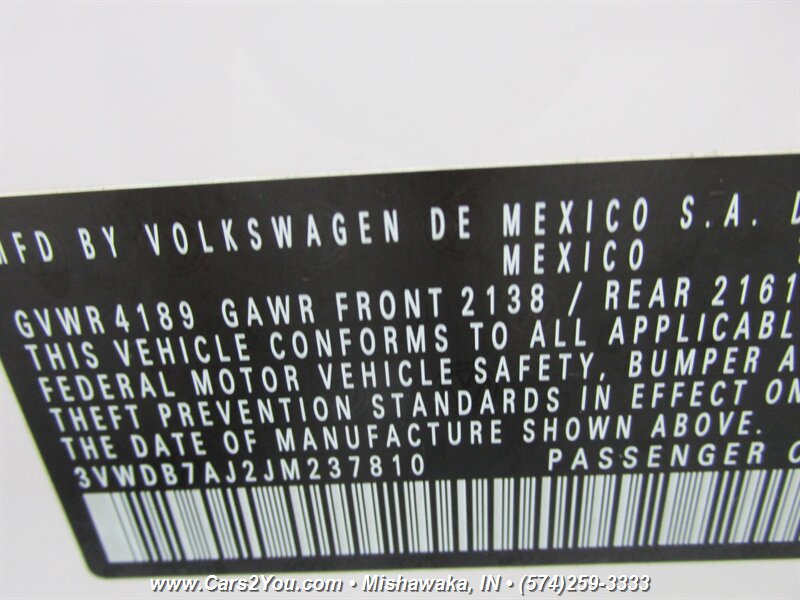 MFD BY VOLKSWAGEN DE MEXICO S.A. D
MEXICO
GVWR4189 GAWR FRONT 2138 / REAR 2161
THIS VEHICLE CONFORMS TO ALL APPLICABL
FEDERAL MOTOR VEHICLE SAFETY, BUMPER A
THEFT PREVENTION STANDARDS IN EFFECT ON
THE DATE OF MANUFACTURE SHOWN ABOVE.
3VWDB7AJ2JM237810 PASSENGER C
www.Cars2You.com • Mishawaka, IN • (574)259-3333